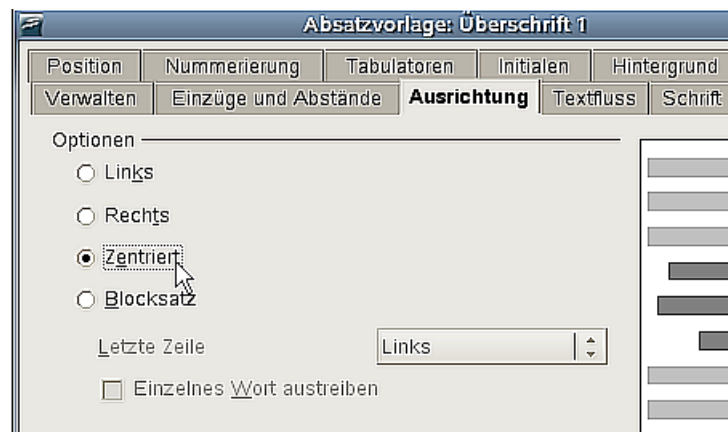 Absatzvorlage: Überschrift 1
Position Nummerierung Tabulatoren Initialen Hintergrund
Verwalten Einzüge und Abstände Ausrichtung Textfluss Schrift
Optionen
Links
Rechts
Zentriert
Blocksatz
Letzte Zeile Links
Einzelnes Wort austreiben